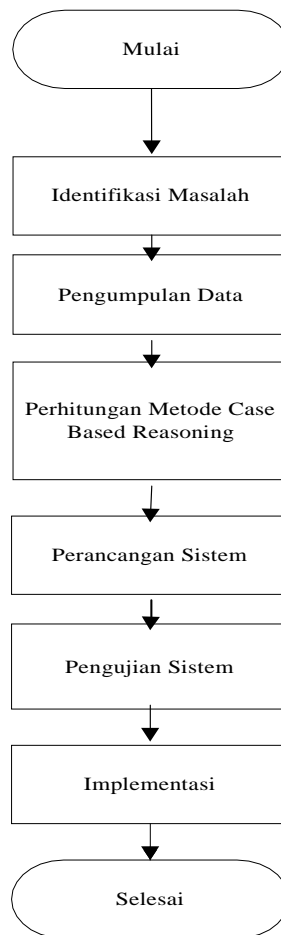 Mulai
Identifikasi Masalah
Pengumpulan Data
Perhitungan Metode Case
Based Reasoning
Perancangan Sistem
Pengujian Sistem
Implementasi
Selesai